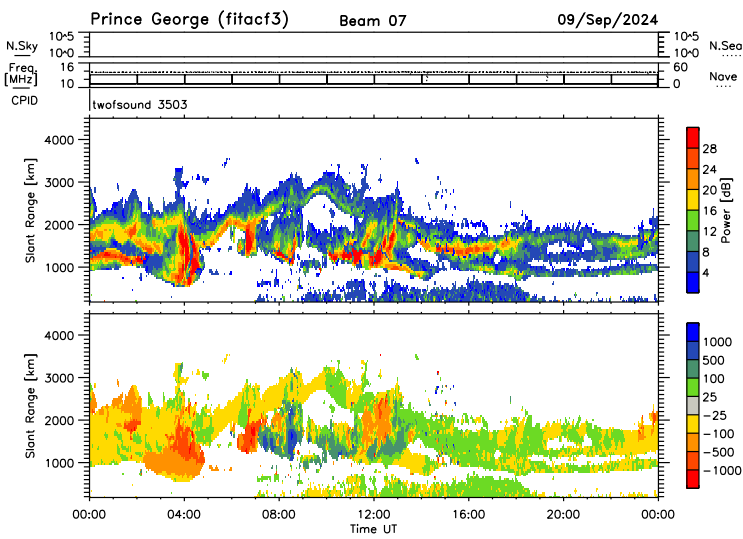 Prince George (fitacf3) Beam 07 09/Sep/2024
N.Sky 10^5 10^5 N.Sea
10^0 10^0
Freq. 16 60 Nave
[MHz] 10 0
CPID twofsound 3503
Slant Range [km]
4000
3000
2000
1000
Power [dB]
28
24
20
16
12
8
4
Slant Range [km]
4000
3000
2000
1000
1000
500
100
25
-25
-100
-500
-1000
00:00 04:00 08:00 12:00 16:00 20:00 00:00
Time UT